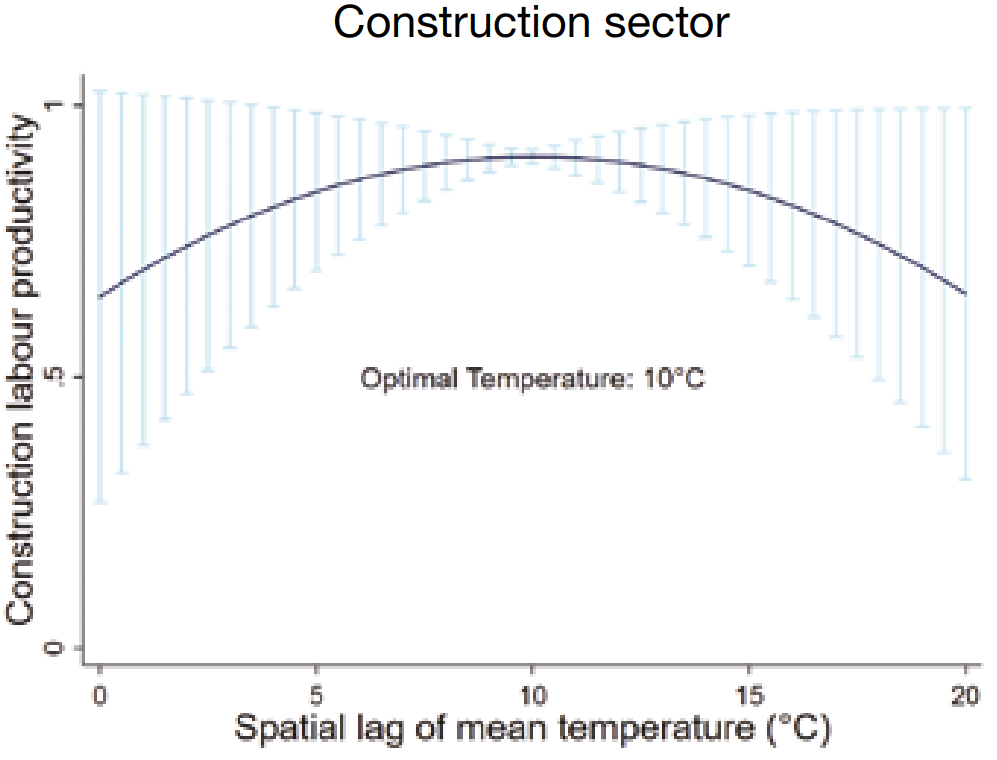 Construction sector
Construction labour productivity
1
.5
0
Optimal Temperature: 10°C
0 5 10 15 20
Spatial lag of mean temperature (°C)